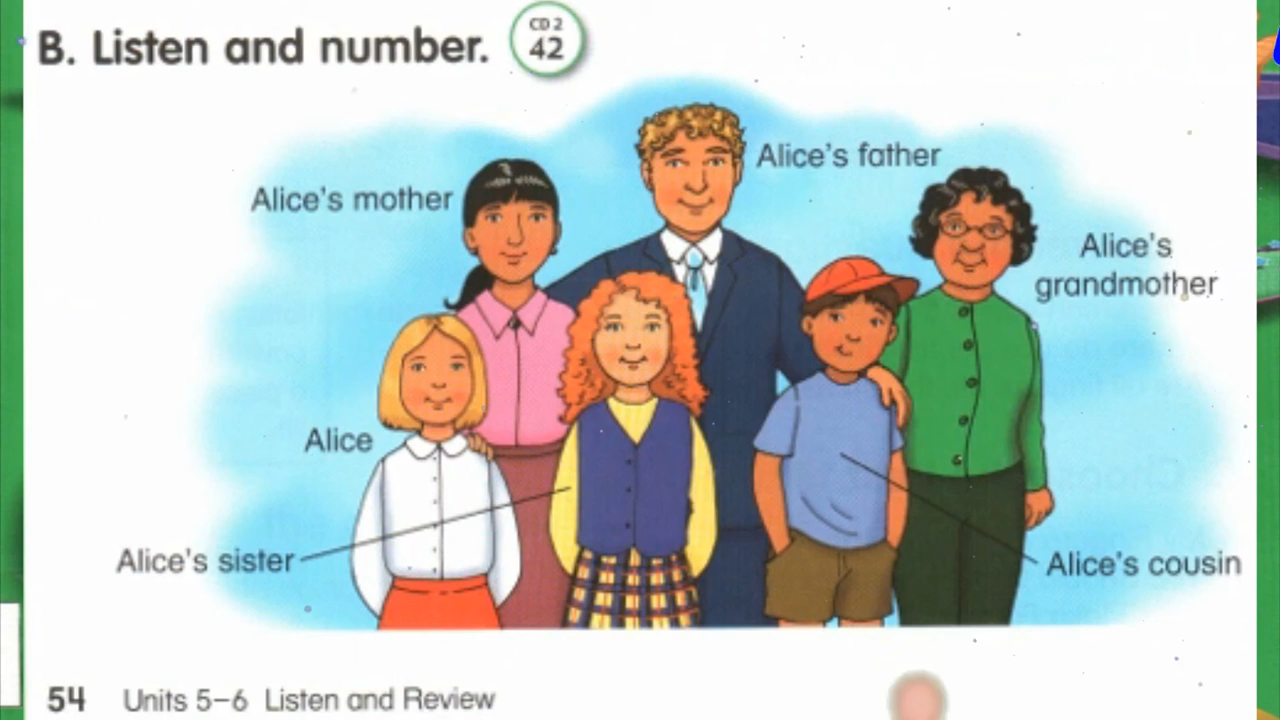 B. Listen and number.
CD 2
42
Alice's father
Alice's mother
Alice's
grandmother
Alice
Alice's sister
Alice's cousin
54 Units 5–6 Listen and Review